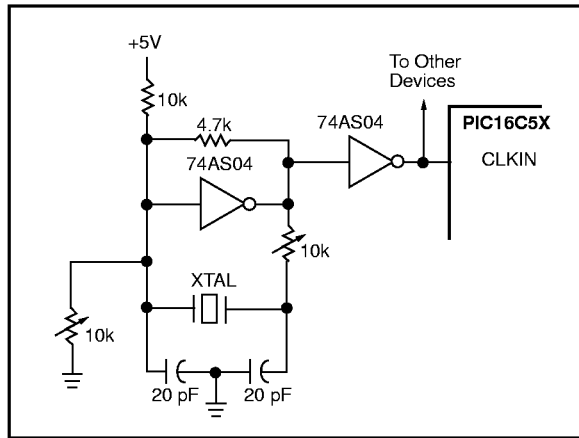 +5V
10k
4.7k
74AS04
74AS04
To Other
Devices
PIC16C5X
CLKIN
10k
XTAL
10k
20 pF
20 pF